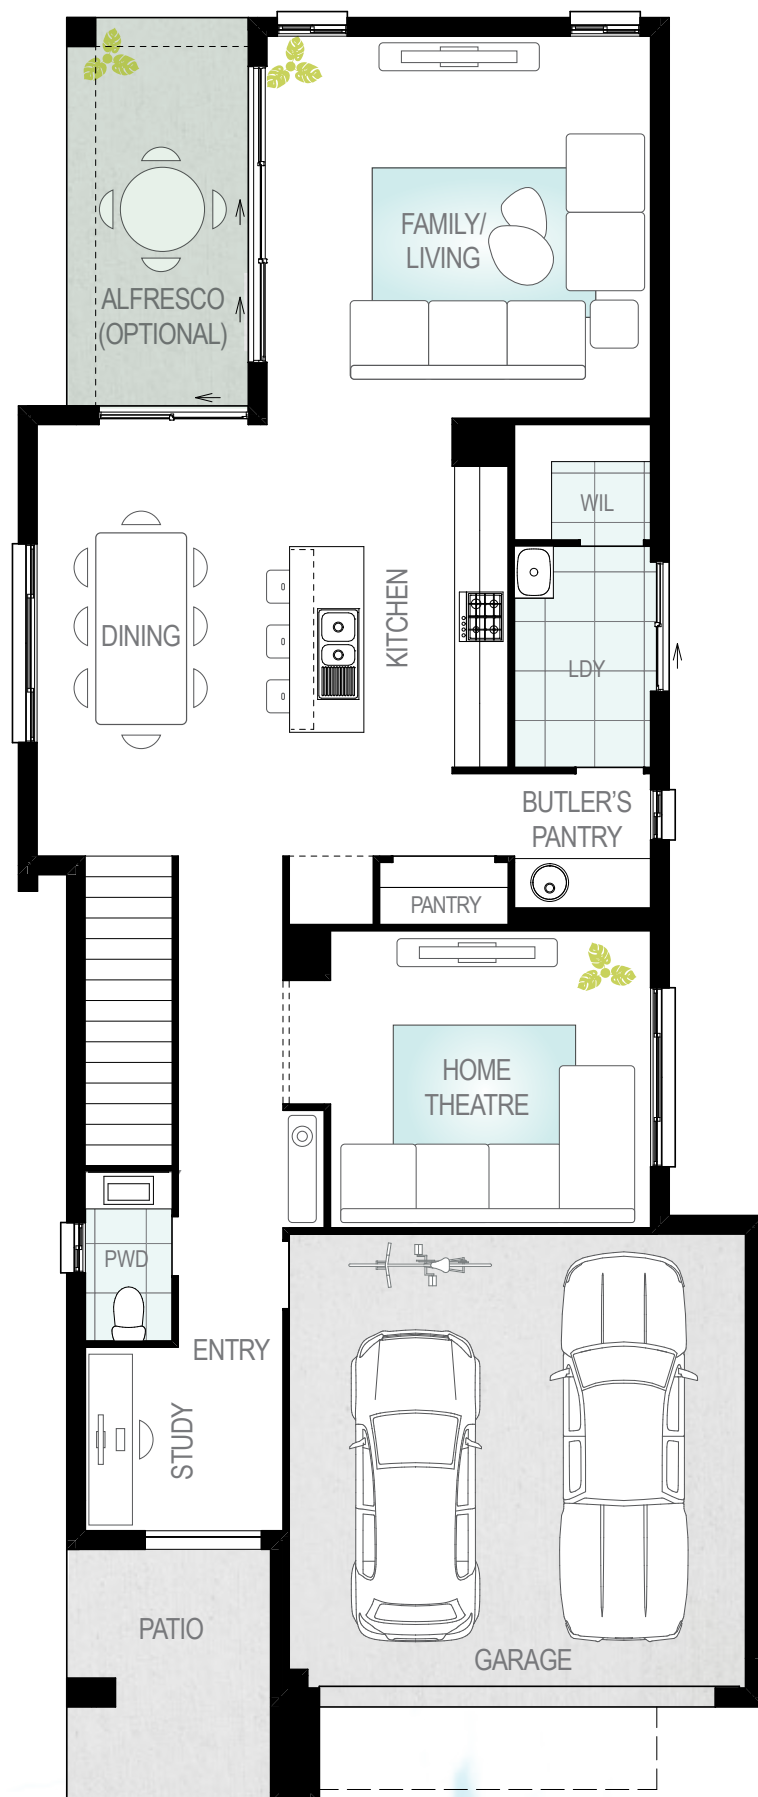 FAMILY/
LIVING
ALFRESCO
(OPTIONAL)
WIL
KITCHEN
DINING
LDY
BUTLER'S
PANTRY
PANTRY
HOME
THEATRE
PWD
ENTRY
STUDY
PATIO
GARAGE